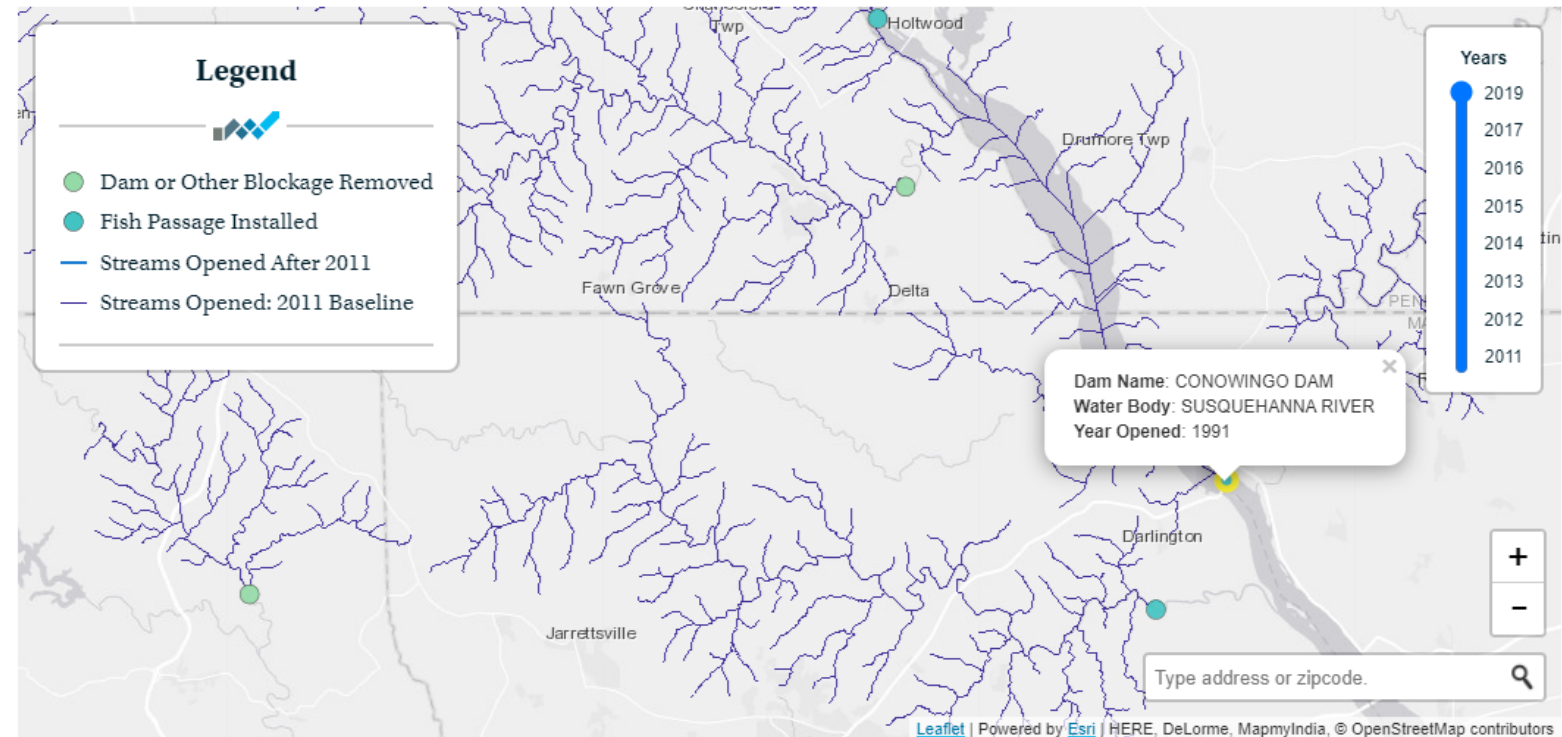 Legend
Dam or Other Blockage Removed
Fish Passage Installed
Streams Opened After 2011
Streams Opened: 2011 Baseline
Twp
Holtwood
Drumore Twp
Fawn Grove
Delta
Darlington
Jarrettsville
Dam Name: CONOWINGO DAM
Water Body: SUSQUEHANNA RIVER
Year Opened: 1991
×
Years
2019
2017
2016
2015
2014
2013
2012
2011
+
−
Type address or zipcode.
Leaflet | Powered by Esri | HERE, DeLorme, MapmyIndia, © OpenStreetMap contributors